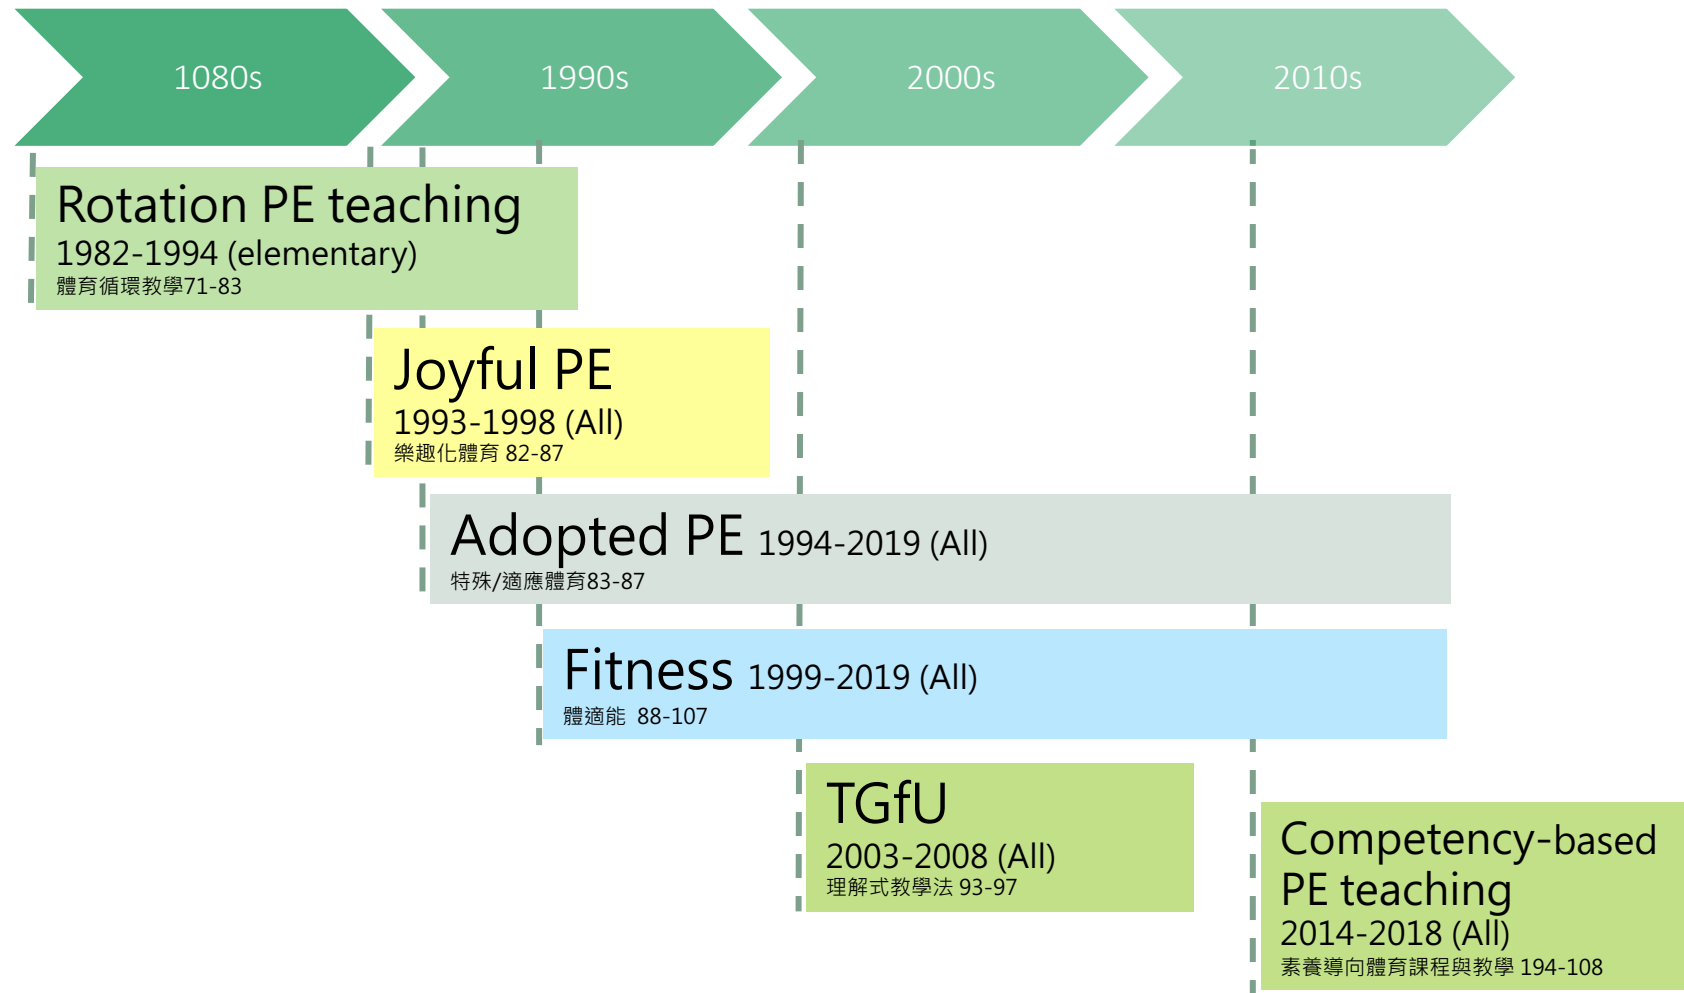 1080s
1990s
2000s
2010s
Rotation PE teaching
1982-1994 (elementary)
體育循環教學71-83
Joyful PE
1993-1998 (All)
樂趣化體育 82-87
Adopted PE 1994-2019 (All)
特殊/適應體育83-87
Fitness 1999-2019 (All)
體適能 88-107
TGfU
2003-2008 (All)
理解式教學法 93-97
Competency-based
PE teaching
2014-2018 (All)
素養導向體育課程與教學 194-108